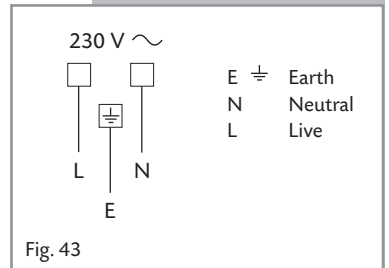 230 V ~
L N
E
E ⏚ Earth
N Neutral
L Live
Fig. 43